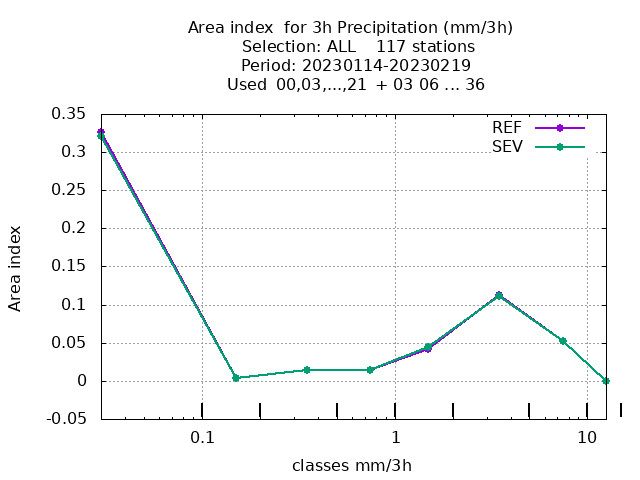 Area index  for 3h Precipitation (mm/3h)
Selection: ALL    117 stations
Period: 20230114-20230219
Used  00,03,...,21  + 03 06 ... 36
REF
SEV
0.35
0.3
0.25
0.2
0.15
0.1
0.05
0
-0.05
Area index
0.1
1
10
classes mm/3h